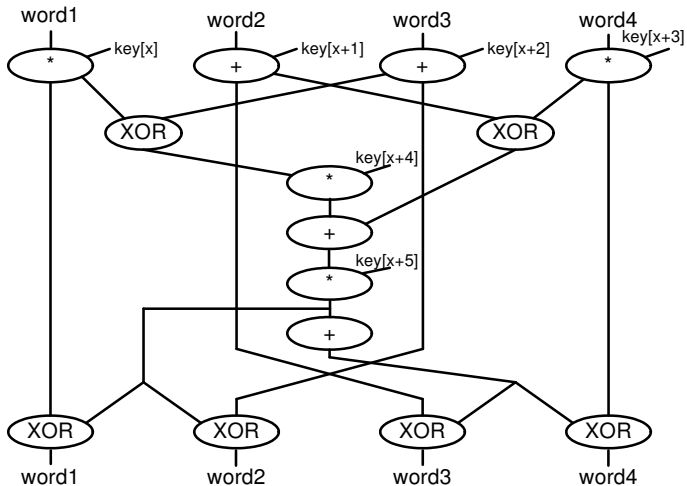 word1 word2 word3 word4
* key[x] + key[x+1] + key[x+2] * key[x+3]
XOR XOR
* key[x+4]
+
* key[x+5]
+
XOR XOR XOR XOR
word1 word2 word3 word4